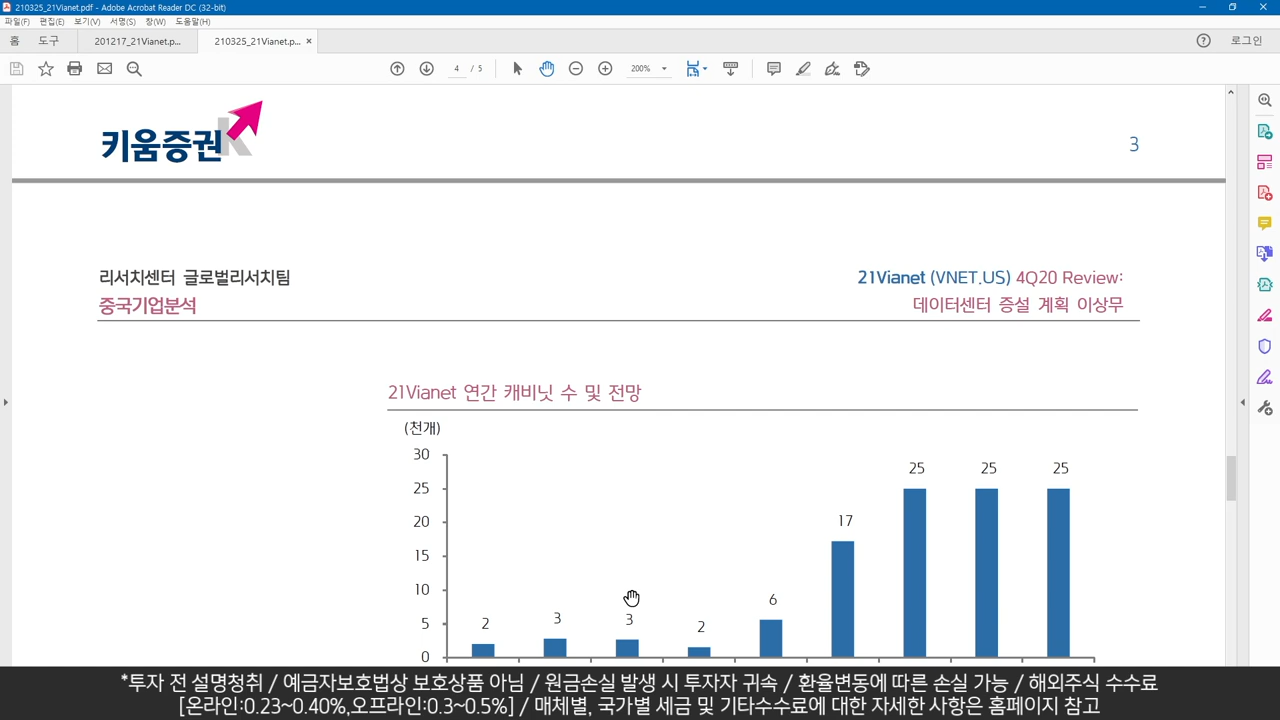 210325_21Vianet.pdf - Adobe Acrobat Reader DC (32-bit)
파일(F) 편집(E) 보기(V) 서명(S) 창(W) 도움말(H)
홈 도구 201217_21Vianet.p... 210325_21Vianet.p... × 로그인
4 / 5 200%
키움증권
3
리서치센터 글로벌리서치팀
중국기업분석
21Vianet (VNET.US) 4Q20 Review:
데이터센터 증설 계획 이상무
21Vianet 연간 캐비닛 수 및 전망
(천개)
30
25
20
15
10
5
0
2 3 3 2 6 17 25 25 25
*투자 전 설명청취 / 예금자보호법상 보호상품 아님 / 원금손실 발생 시 투자자 귀속 / 환율변동에 따른 손실 가능 / 해외주식 수수료
[온라인:0.23~0.40%,오프라인:0.3~0.5%] / 매체별, 국가별 세금 및 기타수수료에 대한 자세한 사항은 홈페이지 참고